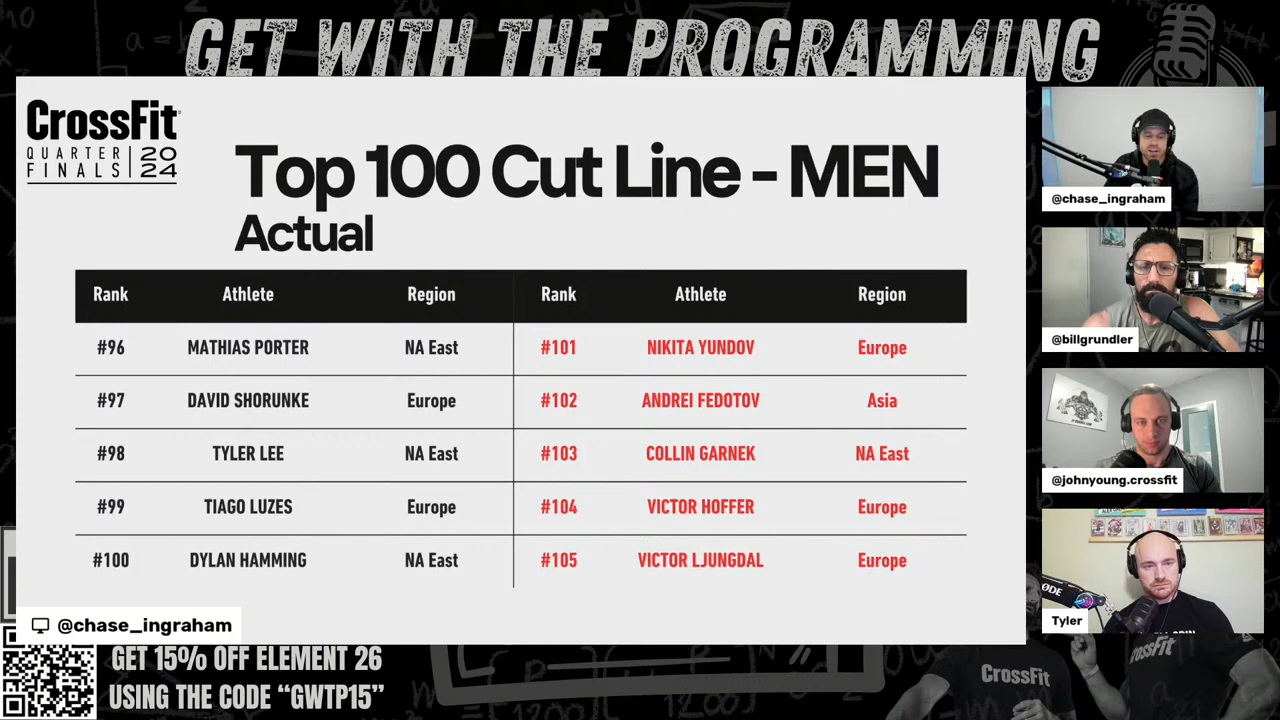 GET WITH THE PROGRAMMING
CrossFit
QUARTER FINALS 2024
Top 100 Cut Line - MEN
Actual
Rank Athlete Region Rank Athlete Region
#96 MATHIAS PORTER NA East #101 NIKITA YUNDOV Europe
#97 DAVID SHORUNKE Europe #102 ANDREI FEDOTOV Asia
#98 TYLER LEE NA East #103 COLLIN GARNEK NA East
#99 TIAGO LUZES Europe #104 VICTOR HOFFER Europe
#100 DYLAN HAMMING NA East #105 VICTOR LJUNGDAL Europe
@chase_ingraham
GET 15% OFF ELEMENT 26
USING THE CODE “GWTP15”
@chase_ingraham
@billgrundler
@johnyoung.crossfit
Tyler
CrossFit
CrossFit